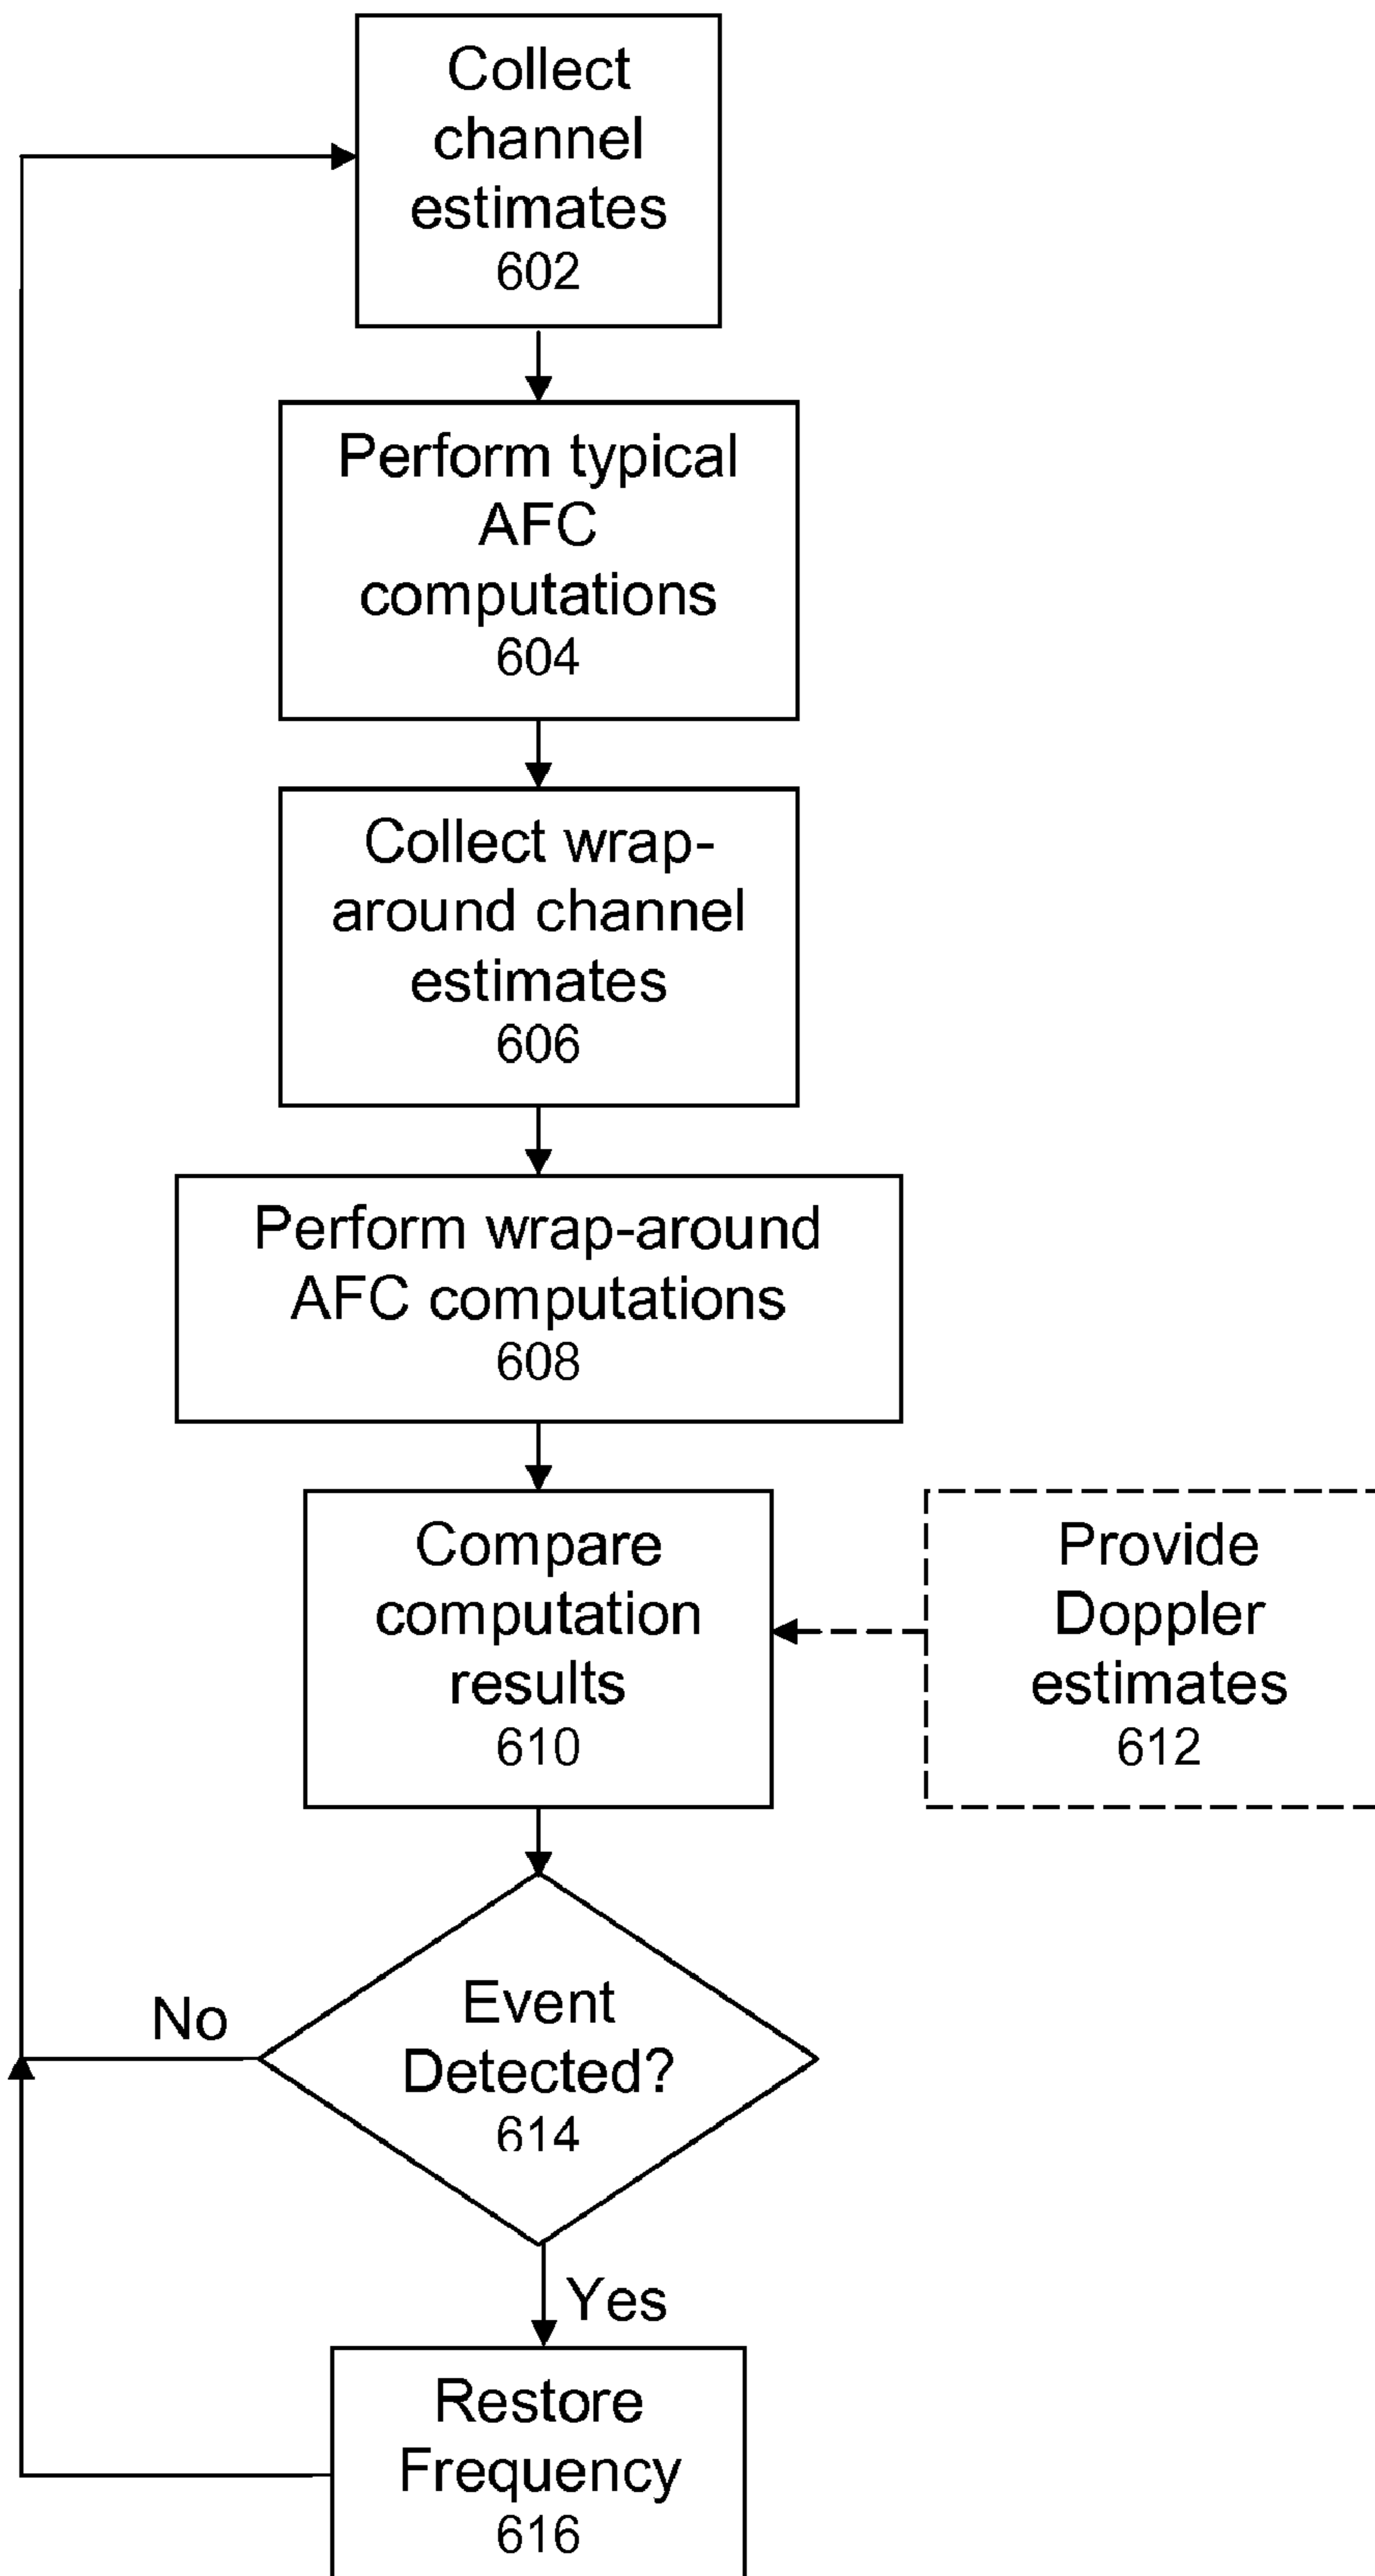 Collect
channel
estimates
602
Perform typical
AFC
computations
604
Collect wrap-
around channel
estimates
606
Perform wrap-around
AFC computations
608
Compare
computation
results
610
Provide
Doppler
estimates
612
Event
Detected?
614
No
Yes
Restore
Frequency
616